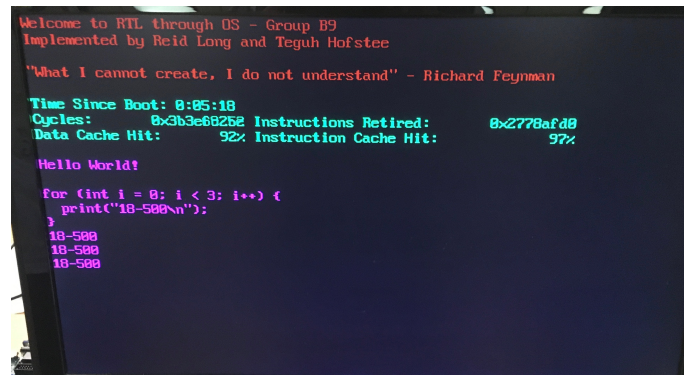 Welcome to RTL through OS - Group B9
Implemented by Reid Long and Teguh Hofstee
"What I cannot create, I do not understand" - Richard Feynman
Time Since Boot: 0:05:18
Cycles: Instructions Retired: 0x2778afd0
Data Cache Hit: 92% Instruction Cache Hit: 97%
Hello World!
for (int i = 0; i < 3; i++) {
print("18-500\n");
}
18-500
18-500
18-500